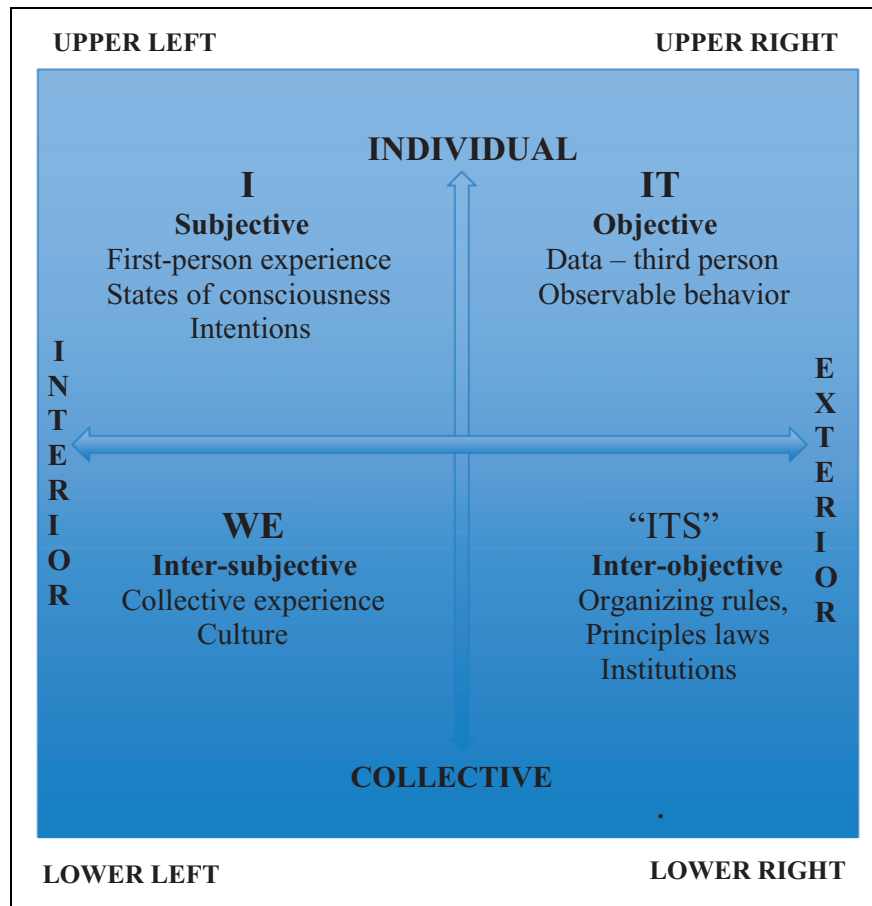 UPPER LEFT
UPPER RIGHT
INDIVIDUAL
I
Subjective
First-person experience
States of consciousness
Intentions
IT
Objective
Data – third person
Observable behavior
INTERIOR
EXTERIOR
WE
Inter-subjective
Collective experience
Culture
“ITS”
Inter-objective
Organizing rules,
Principles laws
Institutions
COLLECTIVE
.
LOWER LEFT
LOWER RIGHT